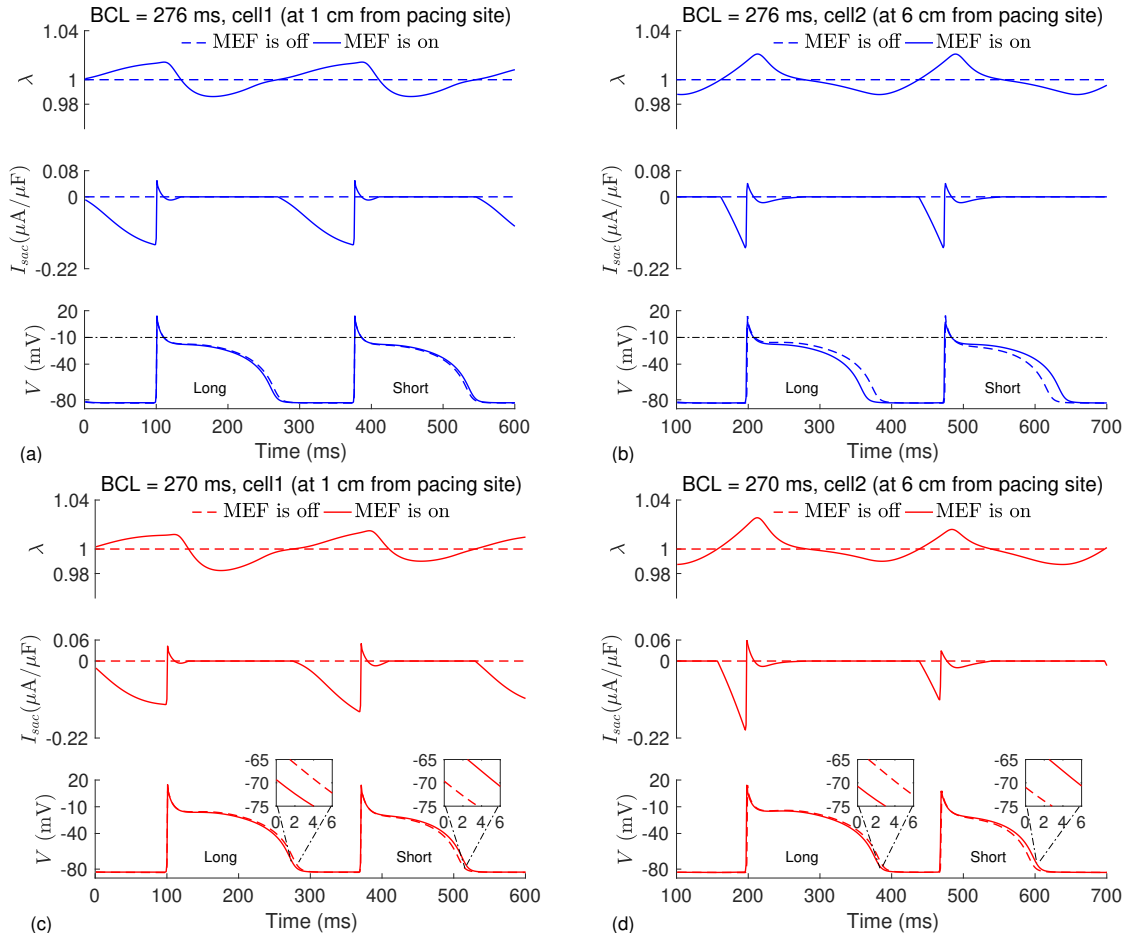 BCL = 276 ms, cell1 (at 1 cm from pacing site)
MEF is off MEF is on
1.04
1
0.98
λ
0.08
0
-0.22
I_sac(μA/μF)
20
-10
-40
-80
V (mV)
Long
Short
0 100 200 300 400 500 600
Time (ms)
(a)
BCL = 276 ms, cell2 (at 6 cm from pacing site)
MEF is off MEF is on
1.04
1
0.98
λ
0.08
0
-0.22
I_sac(μA/μF)
20
-10
-40
-80
V (mV)
Long
Short
100 200 300 400 500 600 700
Time (ms)
(b)
BCL = 270 ms, cell1 (at 1 cm from pacing site)
MEF is off MEF is on
1.04
1
0.98
λ
0.06
0
-0.22
I_sac(μA/μF)
-65
-70
-75
0 2 4 6
-65
-70
-75
0 2 4 6
20
-10
-40
-80
V (mV)
Long
Short
0 100 200 300 400 500 600
Time (ms)
(c)
BCL = 270 ms, cell2 (at 6 cm from pacing site)
MEF is off MEF is on
1.04
1
0.98
λ
0.06
0
-0.22
I_sac(μA/μF)
-65
-70
-75
0 2 4 6
-65
-70
-75
0 2 4 6
20
-10
-40
-80
V (mV)
Long
Short
100 200 300 400 500 600 700
Time (ms)
(d)